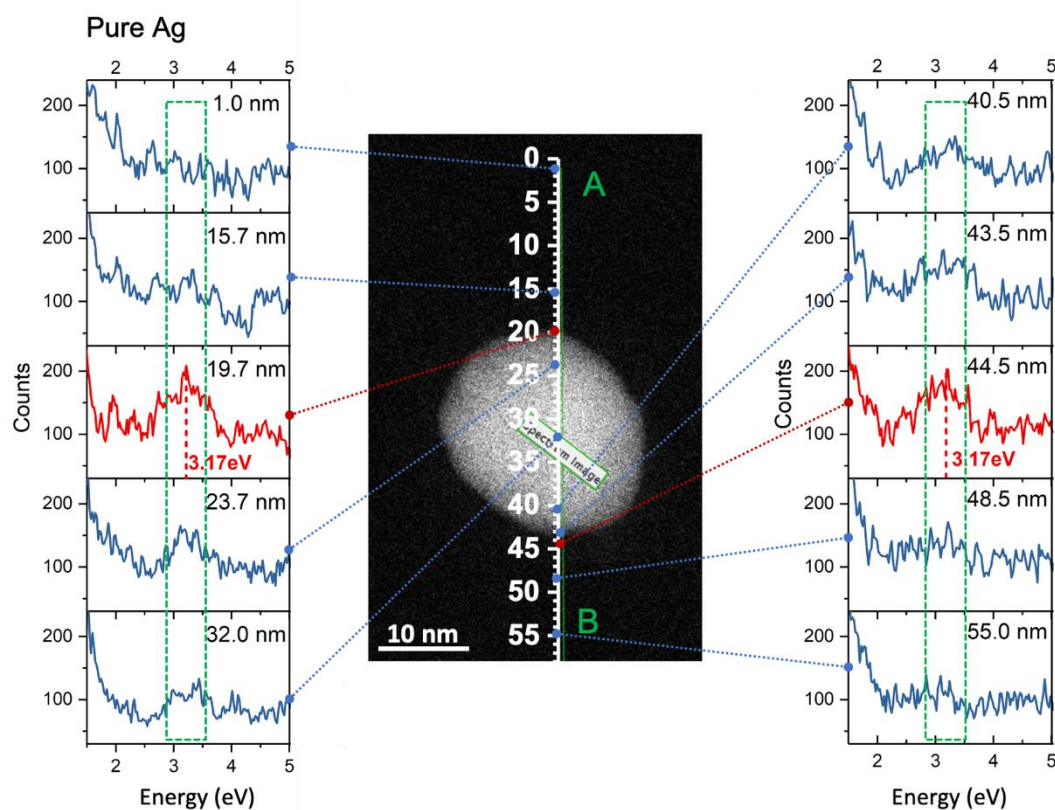 Pure Ag
2 3 4 5
200
100
1.0 nm
200
100
15.7 nm
200
100
19.7 nm
3.17eV
200
100
23.7 nm
200
100
32.0 nm
Counts
2 3 4 5
Energy (eV)
0
5
10
15
20
25
30
35
40
45
50
55
A
B
Spectrum Image
10 nm
2 3 4 5
200
100
40.5 nm
200
100
43.5 nm
200
100
44.5 nm
3.17eV
200
100
48.5 nm
200
100
55.0 nm
Counts
2 3 4 5
Energy (eV)